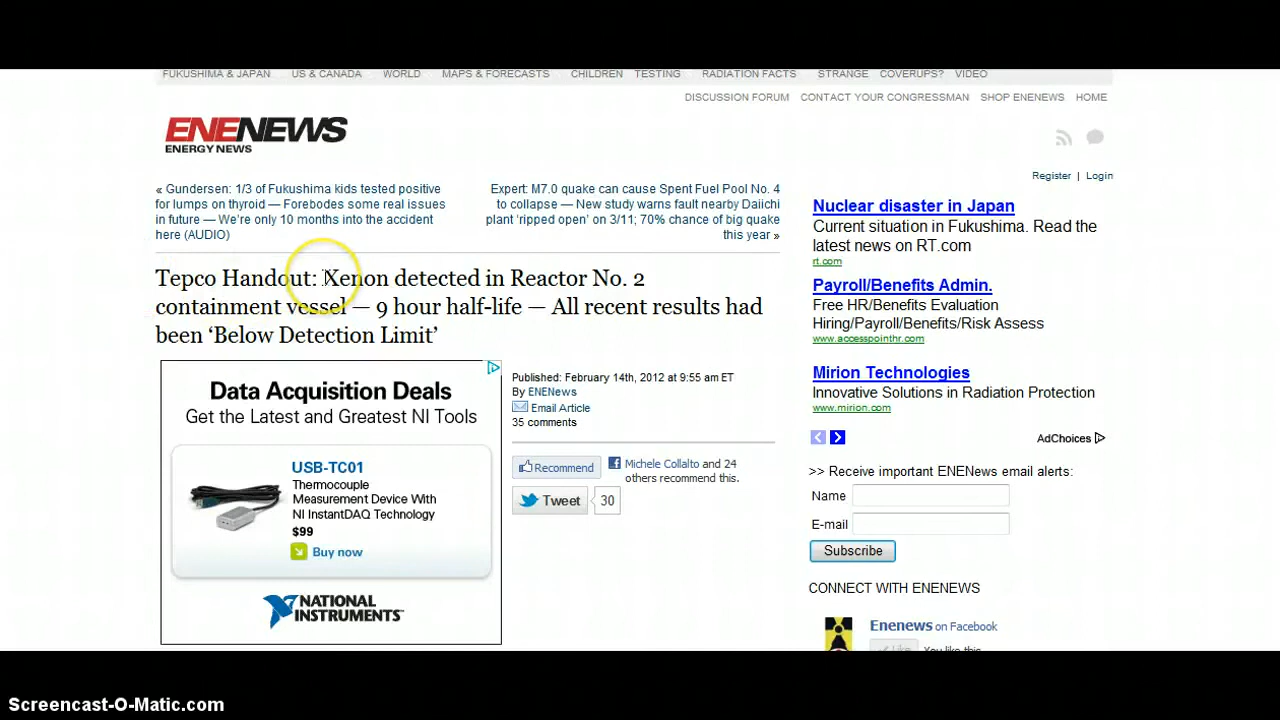 FUKUSHIMA & JAPAN US & CANADA WORLD MAPS & FORECASTS CHILDREN TESTING RADIATION FACTS STRANGE COVERUPS? VIDEO
DISCUSSION FORUM CONTACT YOUR CONGRESSMAN SHOP ENENEWS HOME
ENENEWS
ENERGY NEWS
Register | Login
« Gundersen: 1/3 of Fukushima kids tested positive
for lumps on thyroid — Forebodes some real issues
in future — We're only 10 months into the accident
here (AUDIO)
Expert: M7.0 quake can cause Spent Fuel Pool No. 4
to collapse — New study warns fault nearby Daiichi
plant 'ripped open' on 3/11; 70% chance of big quake
this year »
Tepco Handout: Xenon detected in Reactor No. 2
containment vessel — 9 hour half-life — All recent results had
been ‘Below Detection Limit’
Data Acquisition Deals
Get the Latest and Greatest NI Tools
USB-TC01
Thermocouple
Measurement Device With
NI InstantDAQ Technology
$99
Buy now
NATIONAL
INSTRUMENTS
Published: February 14th, 2012 at 9:55 am ET
By ENENews
Email Article
35 comments
Recommend
Michele Collalto and 24
others recommend this.
Tweet 30
Nuclear disaster in Japan
Current situation in Fukushima. Read the
latest news on RT.com
rt.com
Payroll/Benefits Admin.
Free HR/Benefits Evaluation
Hiring/Payroll/Benefits/Risk Assess
www.accesspointhr.com
Mirion Technologies
Innovative Solutions in Radiation Protection
www.mirion.com
AdChoices
>> Receive important ENENews email alerts:
Name
E-mail
Subscribe
CONNECT WITH ENENEWS
Enenews on Facebook
Like You like this.
Screencast-O-Matic.com